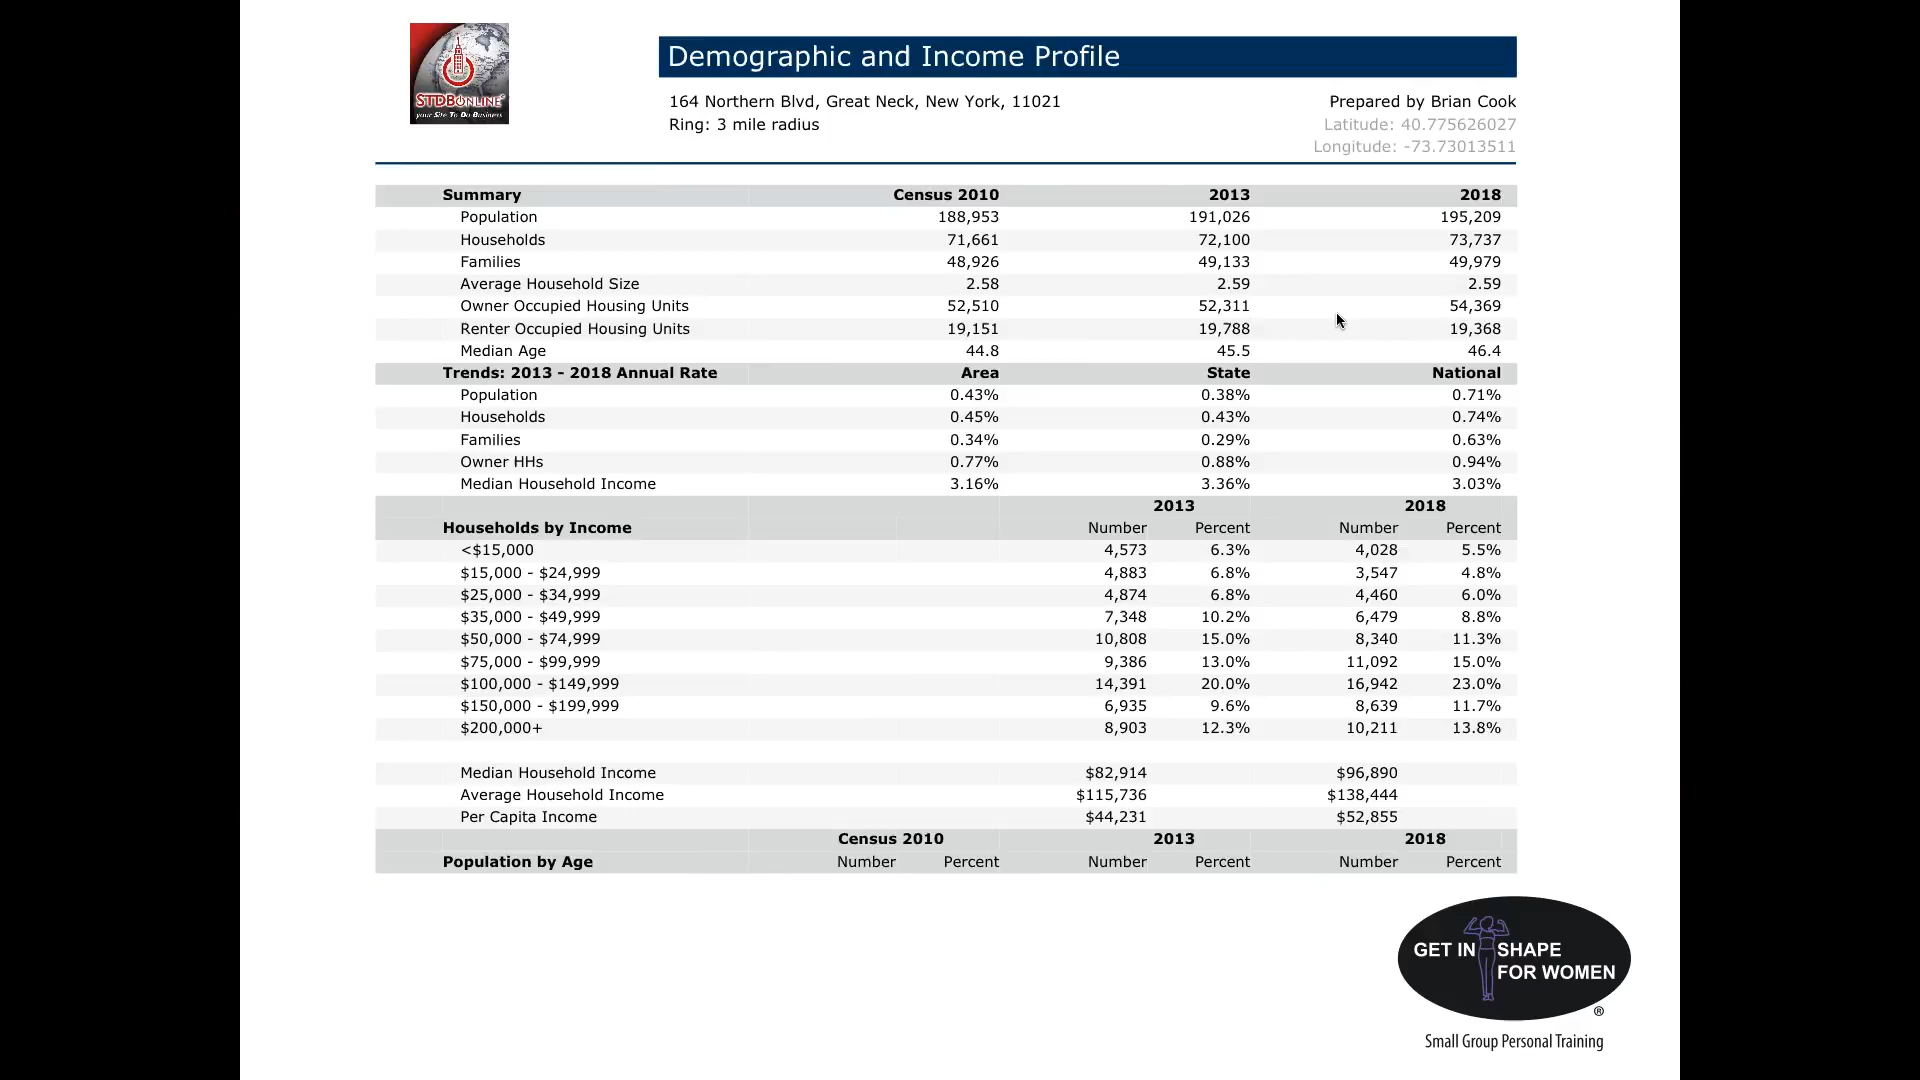 STDBONLINE®
your Site To Do Business
Demographic and Income Profile
164 Northern Blvd, Great Neck, New York, 11021 Prepared by Brian Cook
Ring: 3 mile radius Latitude: 40.775626027
Longitude: -73.73013511
Summary Census 2010 2013 2018
Population 188,953 191,026 195,209
Households 71,661 72,100 73,737
Families 48,926 49,133 49,979
Average Household Size 2.58 2.59 2.59
Owner Occupied Housing Units 52,510 52,311 54,369
Renter Occupied Housing Units 19,151 19,788 19,368
Median Age 44.8 45.5 46.4
Trends: 2013 - 2018 Annual Rate Area State National
Population 0.43% 0.38% 0.71%
Households 0.45% 0.43% 0.74%
Families 0.34% 0.29% 0.63%
Owner HHs 0.77% 0.88% 0.94%
Median Household Income 3.16% 3.36% 3.03%
2013 2018
Households by Income Number Percent Number Percent
<$15,000 4,573 6.3% 4,028 5.5%
$15,000 - $24,999 4,883 6.8% 3,547 4.8%
$25,000 - $34,999 4,874 6.8% 4,460 6.0%
$35,000 - $49,999 7,348 10.2% 6,479 8.8%
$50,000 - $74,999 10,808 15.0% 8,340 11.3%
$75,000 - $99,999 9,386 13.0% 11,092 15.0%
$100,000 - $149,999 14,391 20.0% 16,942 23.0%
$150,000 - $199,999 6,935 9.6% 8,639 11.7%
$200,000+ 8,903 12.3% 10,211 13.8%
Median Household Income $82,914 $96,890
Average Household Income $115,736 $138,444
Per Capita Income $44,231 $52,855
Census 2010 2013 2018
Population by Age Number Percent Number Percent Number Percent
GET IN SHAPE
FOR WOMEN
®
Small Group Personal Training